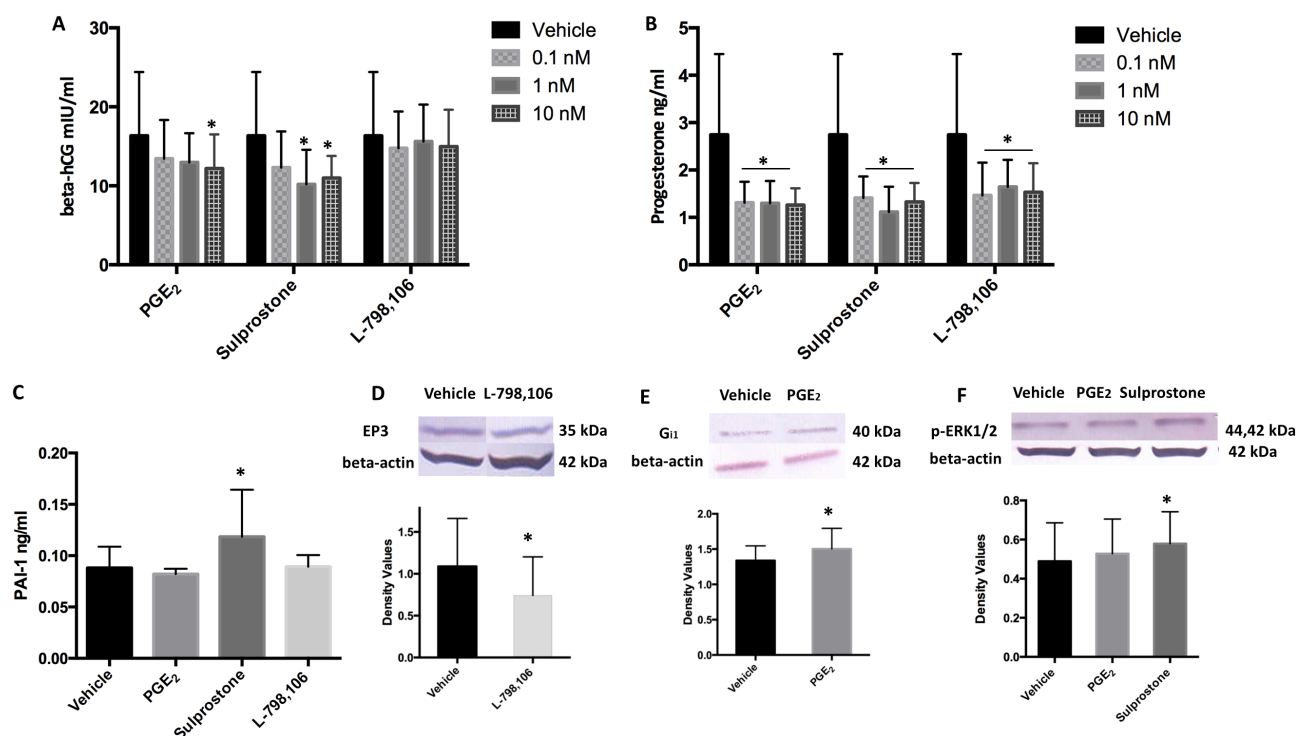 A
beta-hCG mIU/ml
30
20
10
0
PGE₂
Sulprostone
L-798,106
*
* *
Vehicle
0.1 nM
1 nM
10 nM
B
Progesterone ng/ml
5
4
3
2
1
0
PGE₂
Sulprostone
L-798,106
*
*
*
Vehicle
0.1 nM
1 nM
10 nM
C
PAI-1 ng/ml
0.20
0.15
0.10
0.05
0.00
*
Vehicle
PGE₂
Sulprostone
L-798,106
D
Vehicle L-798,106
EP3 35 kDa
beta-actin 42 kDa
Density Values
1.5
1.0
0.5
0.0
*
Vehicle
L-798,106
E
Vehicle PGE₂
Gi1 40 kDa
beta-actin 42 kDa
Density Values
2.0
1.5
1.0
0.5
0.0
*
Vehicle
PGE₂
F
Vehicle PGE₂ Sulprostone
p-ERK1/2 44,42 kDa
beta-actin 42 kDa
Density Values
0.8
0.6
0.4
0.2
0.0
*
Vehicle
PGE₂
Sulprostone